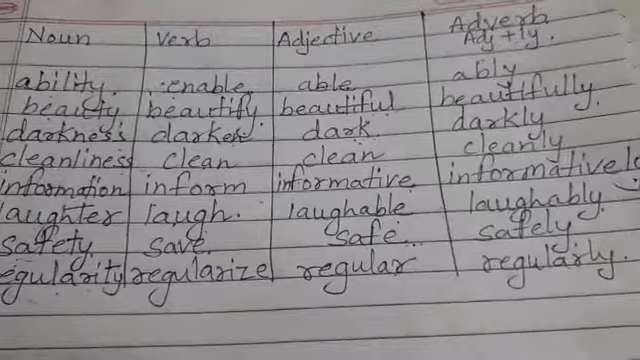 Noun Verb Adjective Adverb
Adj + ly.
ability. enable able ably
beauty beautify beautiful beautifully.
darkness darken dark darkly
cleanliness clean clean cleanly
information inform informative informatively
laughter laugh. laughable laughably
safety save safe safely
egularity regularize regular regularly.